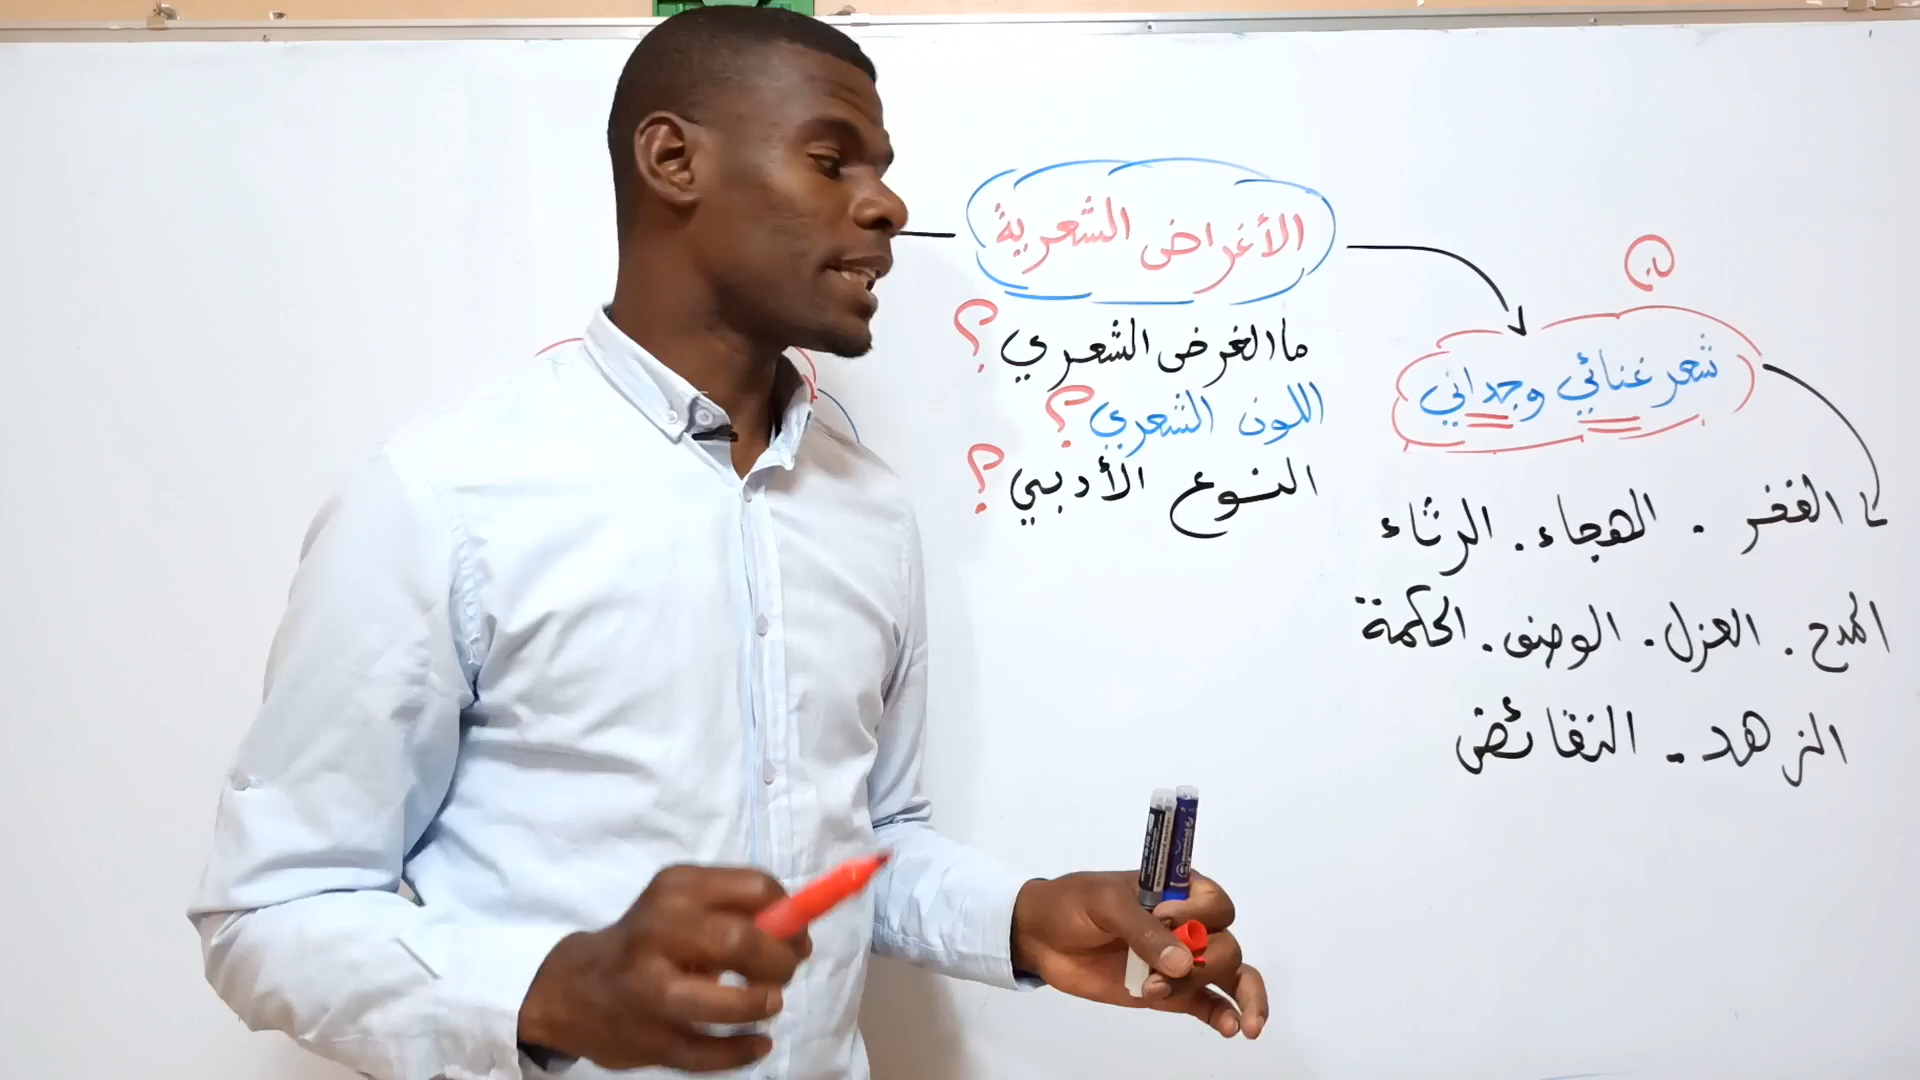 الأغراض الشعرية
ما الغرض الشعري؟
اللون الشعري؟
النوع الأدبي؟
شعر غنائي وجداني
الفخر . الهجاء . الرثاء
المدح . الغزل . الوصف . الحكمة
الزهد - النقائض